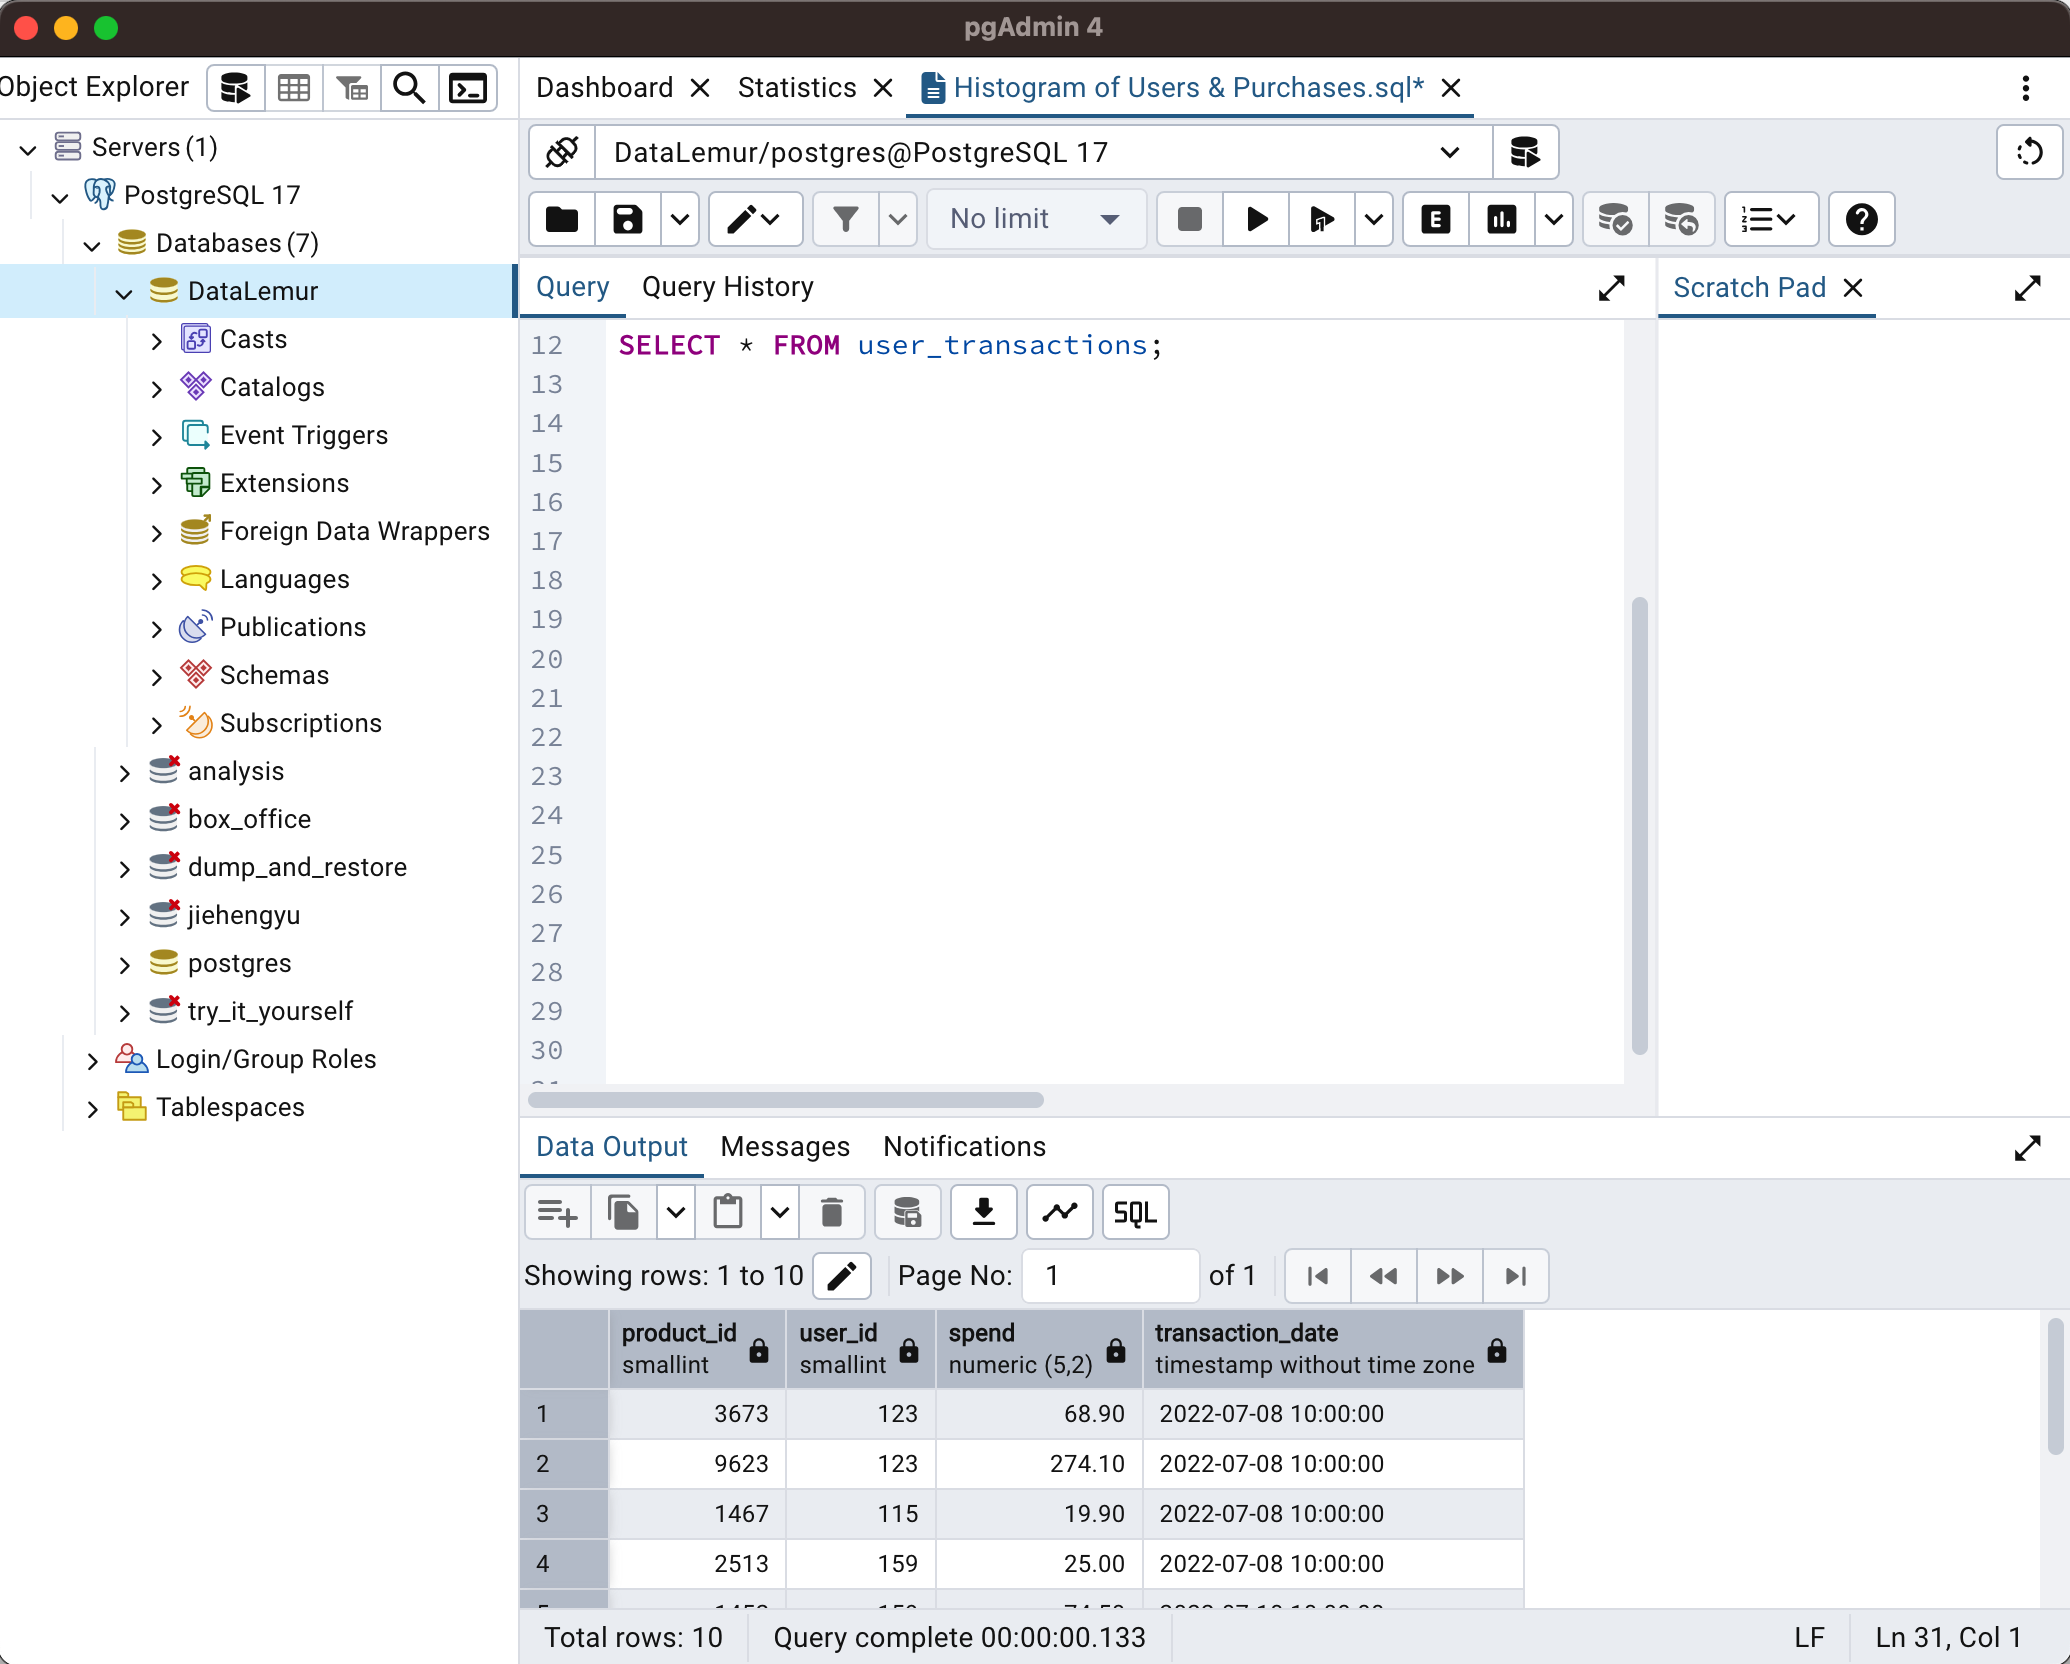 pgAdmin 4
Object Explorer
Servers (1)
PostgreSQL 17
Databases (7)
DataLemur
Casts
Catalogs
Event Triggers
Extensions
Foreign Data Wrappers
Languages
Publications
Schemas
Subscriptions
analysis
box_office
dump_and_restore
jiehengyu
postgres
try_it_yourself
Login/Group Roles
Tablespaces
Dashboard Statistics Histogram of Users & Purchases.sql*
DataLemur/postgres@PostgreSQL 17
No limit
Query Query History
Scratch Pad
12 SELECT * FROM user_transactions;
13
14
15
16
17
18
19
20
21
22
23
24
25
26
27
28
29
30
Data Output Messages Notifications
SQL
Showing rows: 1 to 10 Page No: 1 of 1
product_id user_id spend transaction_date
smallint smallint numeric (5,2) timestamp without time zone
1 3673 123 68.90 2022-07-08 10:00:00
2 9623 123 274.10 2022-07-08 10:00:00
3 1467 115 19.90 2022-07-08 10:00:00
4 2513 159 25.00 2022-07-08 10:00:00
Total rows: 10 Query complete 00:00:00.133 LF Ln 31, Col 1